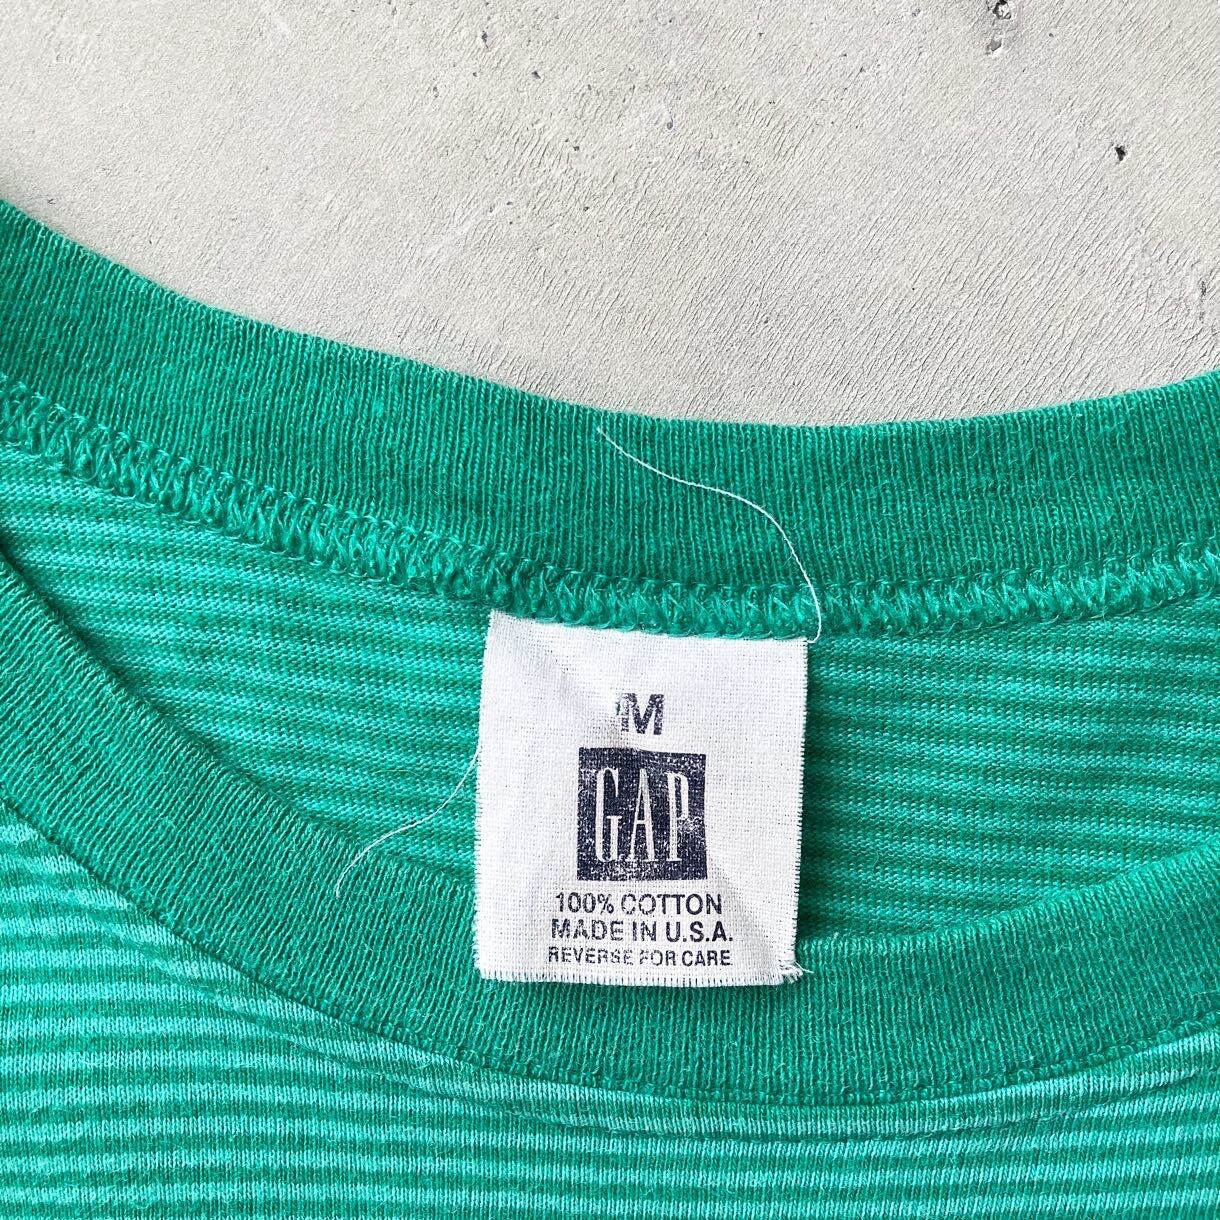 M
GAP
100% COTTON
MADE IN U.S.A.
REVERSE FOR CARE